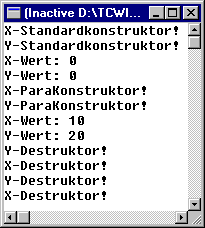 (Inactive D:\TCWI...
X-Standardkonstruktor!
Y-Standardkonstruktor!
X-Wert: 0
Y-Wert: 0
X-ParaKonstruktor!
Y-ParaKonstruktor!
X-Wert: 10
Y-Wert: 20
Y-Destruktor!
X-Destruktor!
Y-Destruktor!
X-Destruktor!